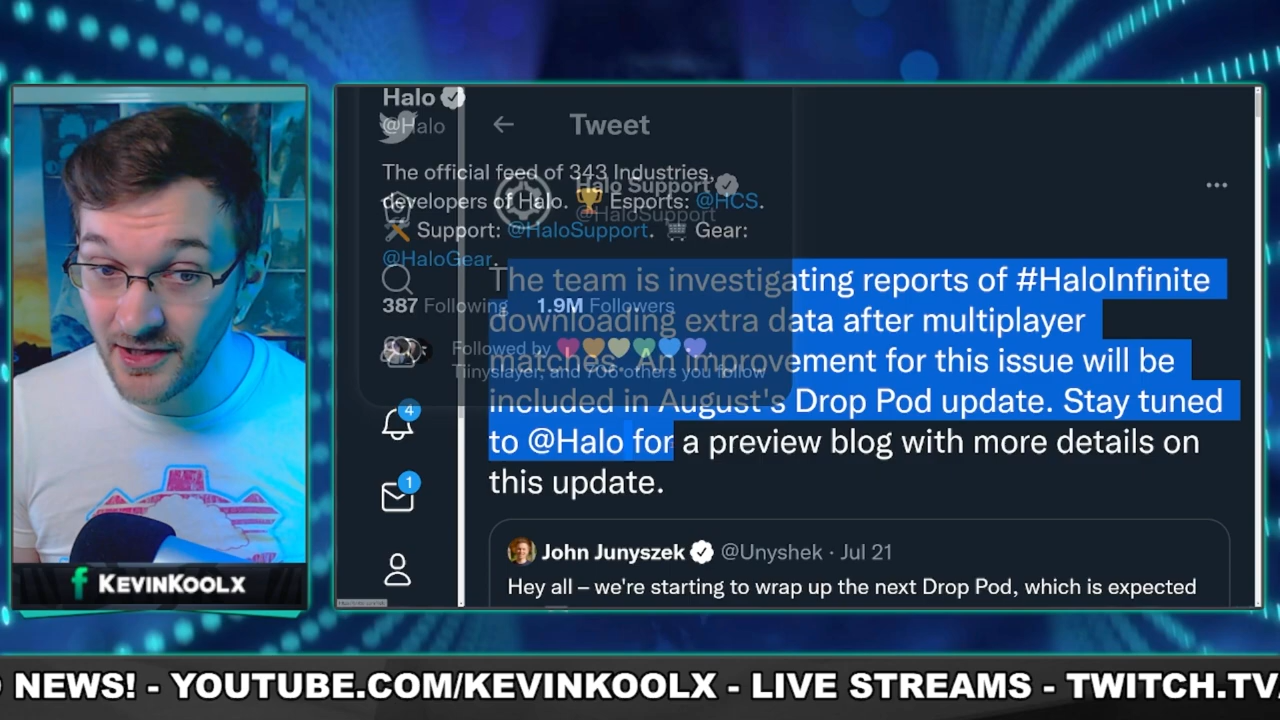 Halo
@Halo
Tweet
The official feed of 343 Industries,
developers of Halo. 🏆 Esports: @HCS.
Halo Support
@HaloSupport
Support: @HaloSupport. 🛒 Gear:
@HaloGear.
The team is investigating reports of #HaloInfinite
387 Following 1.9M Followers
downloading extra data after multiplayer
Followed by 🩷🧡💛💚💙💜
matches. An improvement for this issue will be
Tiinyslayer, and 706 others you follow
included in August's Drop Pod update. Stay tuned
4
to @Halo for a preview blog with more details on
this update.
1
John Junyszek @Unyshek · Jul 21
Hey all – we're starting to wrap up the next Drop Pod, which is expected
KEVINKOOLX
NEWS! - YOUTUBE.COM/KEVINKOOLX - LIVE STREAMS - TWITCH.TV